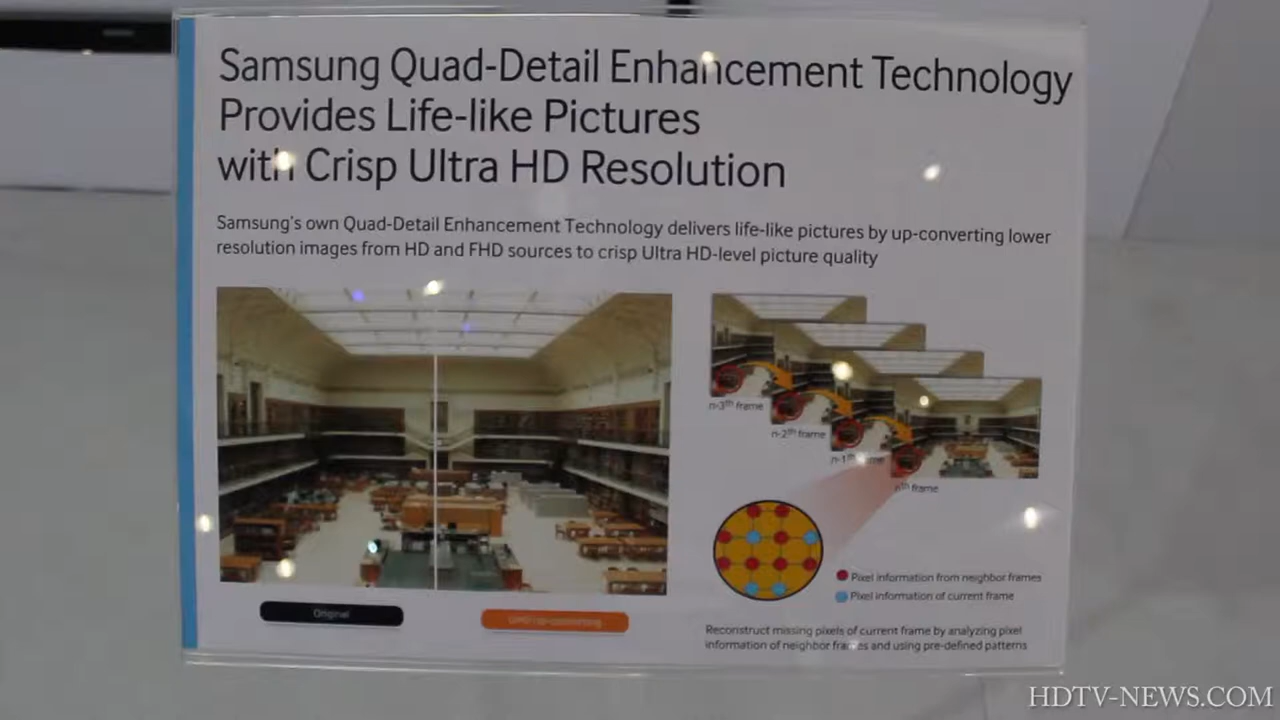 Samsung Quad-Detail Enhancement Technology
Provides Life-like Pictures
with Crisp Ultra HD Resolution
Samsung's own Quad-Detail Enhancement Technology delivers life-like pictures by up-converting lower
resolution images from HD and FHD sources to crisp Ultra HD-level picture quality
n-3th frame
n-2th frame
n-1th frame
nth frame
Pixel information from neighbor frames
Pixel information of current frame
Original
up-converting
Reconstruct missing pixels of current frame by analyzing pixel
information of neighbor frames and using pre-defined patterns
HDTV-NEWS.COM